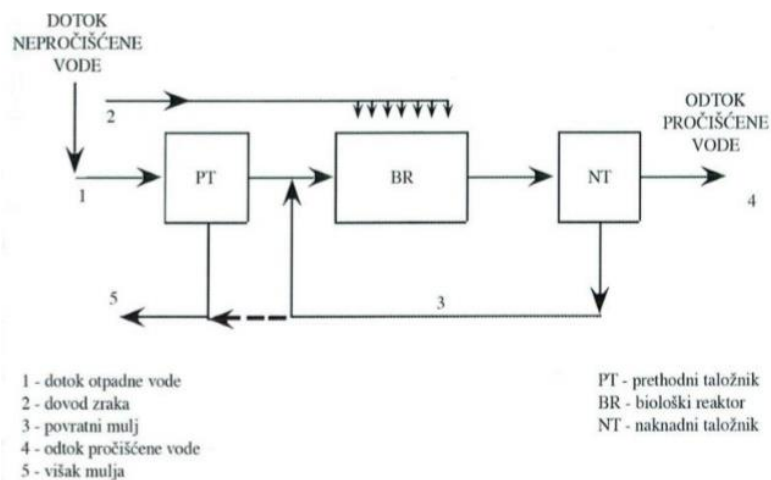 DOTOK
NEPROČIŠĆENE
VODE
2
ODTOK
PROČIŠĆENE
VODE
1
PT
BR
NT
4
5
3
1 - dotok otpadne vode
2 - dovod zraka
3 - povratni mulj
4 - odtok pročišćene vode
5 - višak mulja
PT - prethodni taložnik
BR - biološki reaktor
NT - naknadni taložnik